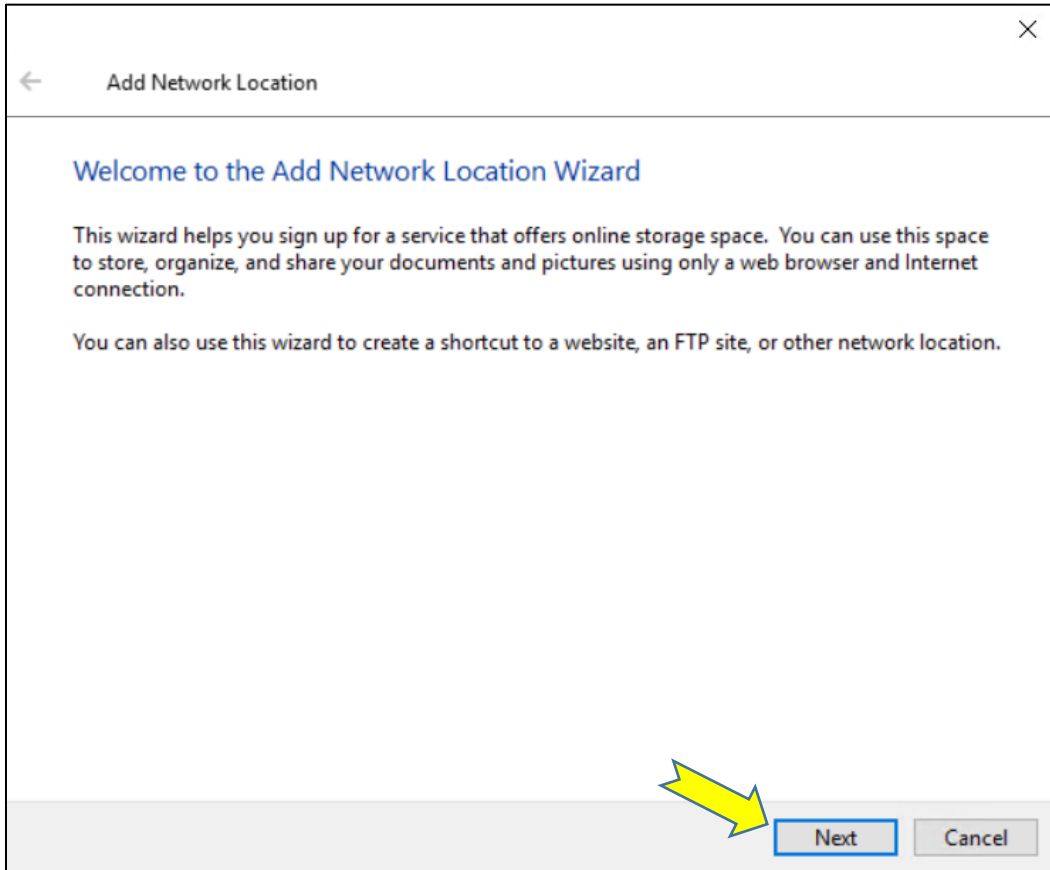 Add Network Location
Welcome to the Add Network Location Wizard
This wizard helps you sign up for a service that offers online storage space.  You can use this space
to store, organize, and share your documents and pictures using only a web browser and Internet
connection.
You can also use this wizard to create a shortcut to a website, an FTP site, or other network location.
Next
Cancel